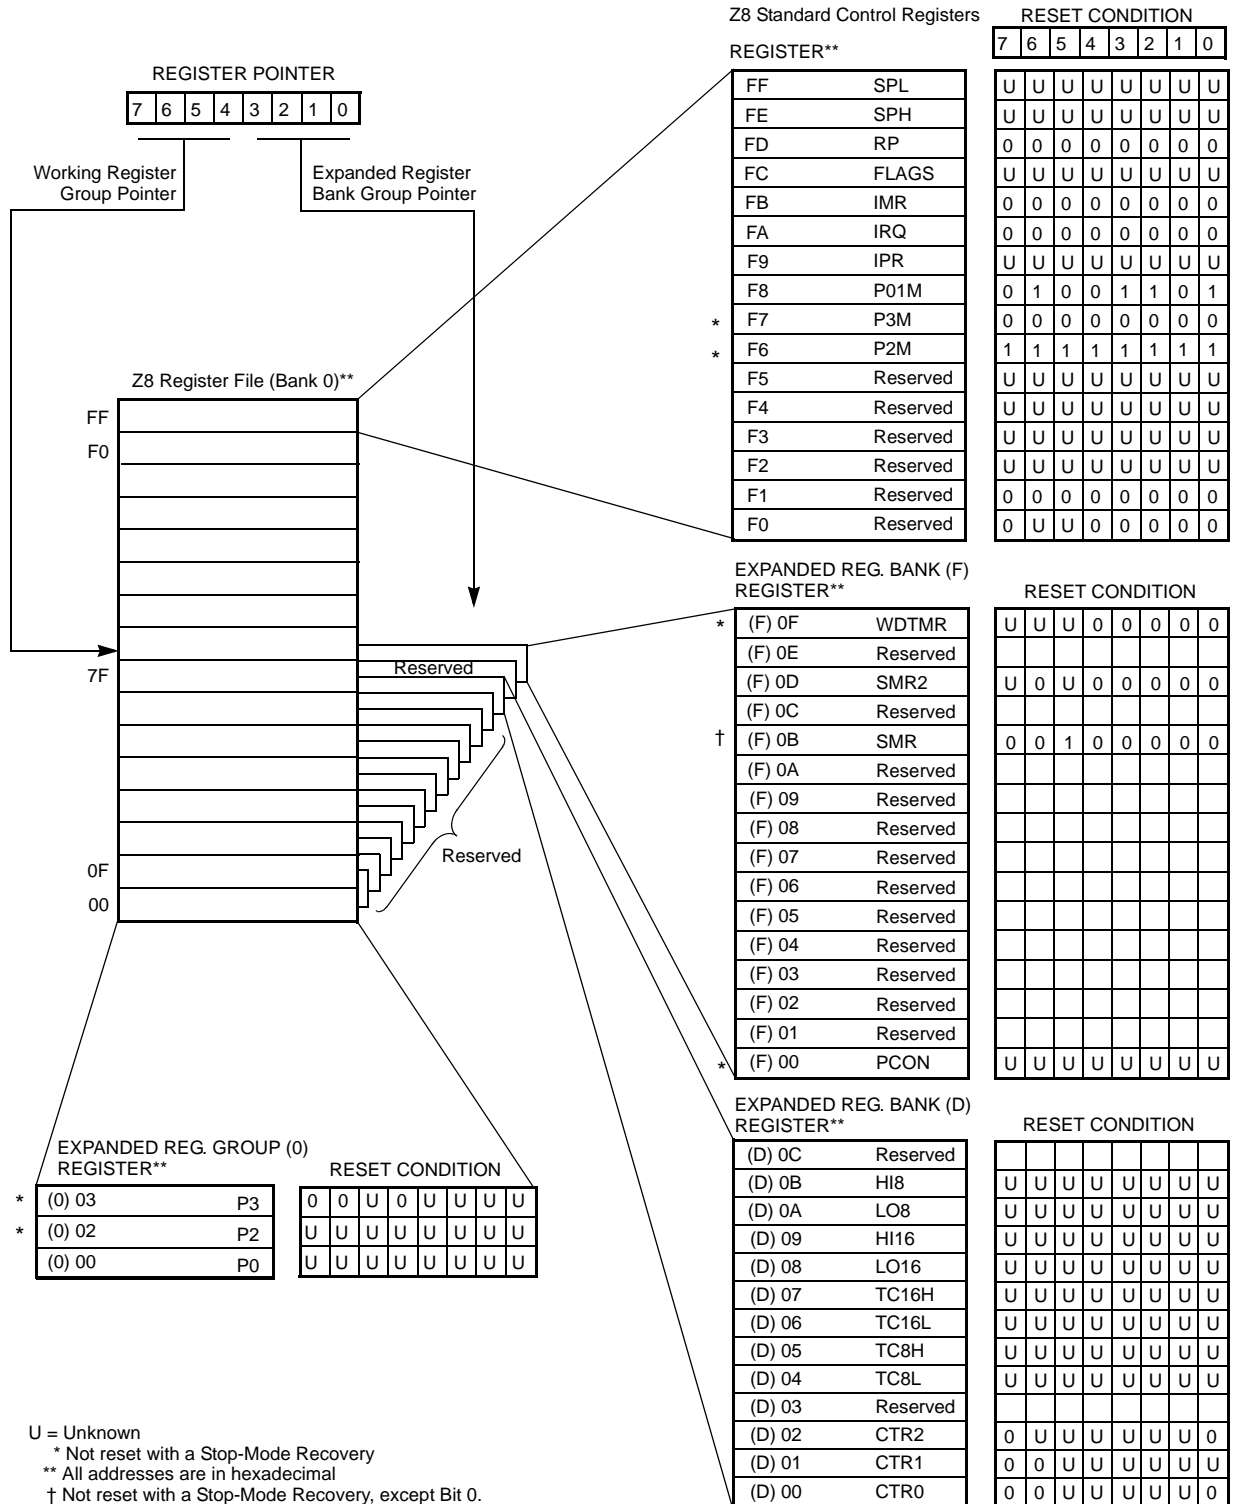 Z8 Standard Control Registers RESET CONDITION
7 6 5 4 3 2 1 0
REGISTER**
REGISTER POINTER
7 6 5 4 3 2 1 0
Working Register Group Pointer
Expanded Register Bank Group Pointer
FF SPL U U U U U U U U
FE SPH U U U U U U U U
FD RP 0 0 0 0 0 0 0 0
FC FLAGS U U U U U U U U
FB IMR 0 0 0 0 0 0 0 0
FA IRQ 0 0 0 0 0 0 0 0
F9 IPR U U U U U U U U
F8 P01M 0 1 0 0 1 1 0 1
* F7 P3M 0 0 0 0 0 0 0 0
* F6 P2M 1 1 1 1 1 1 1 1
F5 Reserved U U U U U U U U
F4 Reserved U U U U U U U U
F3 Reserved U U U U U U U U
F2 Reserved U U U U U U U U
F1 Reserved 0 0 0 0 0 0 0 0
F0 Reserved 0 U U 0 0 0 0 0
Z8 Register File (Bank 0)**
FF
F0
7F
0F
00
Reserved
Reserved
EXPANDED REG. BANK (F)
REGISTER** RESET CONDITION
* (F) 0F WDTMR U U U 0 0 0 0 0
(F) 0E Reserved
(F) 0D SMR2 U 0 U 0 0 0 0 0
(F) 0C Reserved
† (F) 0B SMR 0 0 1 0 0 0 0 0
(F) 0A Reserved
(F) 09 Reserved
(F) 08 Reserved
(F) 07 Reserved
(F) 06 Reserved
(F) 05 Reserved
(F) 04 Reserved
(F) 03 Reserved
(F) 02 Reserved
(F) 01 Reserved
* (F) 00 PCON U U U U U U U U
EXPANDED REG. BANK (D)
REGISTER** RESET CONDITION
(D) 0C Reserved
(D) 0B HI8 U U U U U U U U
(D) 0A LO8 U U U U U U U U
(D) 09 HI16 U U U U U U U U
(D) 08 LO16 U U U U U U U U
(D) 07 TC16H U U U U U U U U
(D) 06 TC16L U U U U U U U U
(D) 05 TC8H U U U U U U U U
(D) 04 TC8L U U U U U U U U
(D) 03 Reserved
(D) 02 CTR2 0 U U U U U U 0
(D) 01 CTR1 0 0 U U U U U U
(D) 00 CTR0 0 0 U U U U U 0
EXPANDED REG. GROUP (0)
REGISTER** RESET CONDITION
* (0) 03 P3 0 0 U 0 U U U U
* (0) 02 P2 U U U U U U U U
(0) 00 P0 U U U U U U U U
U = Unknown
* Not reset with a Stop-Mode Recovery
** All addresses are in hexadecimal
† Not reset with a Stop-Mode Recovery, except Bit 0.